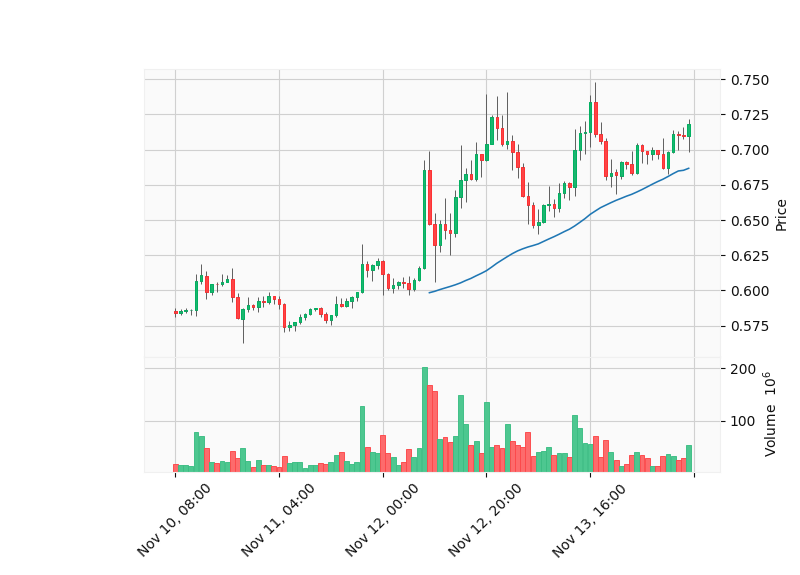 0.750
0.725
0.700
0.675
0.650
0.625
0.600
0.575
Price
200
100
Volume 10⁶
Nov 10, 08:00
Nov 11, 04:00
Nov 12, 00:00
Nov 12, 20:00
Nov 13, 16:00